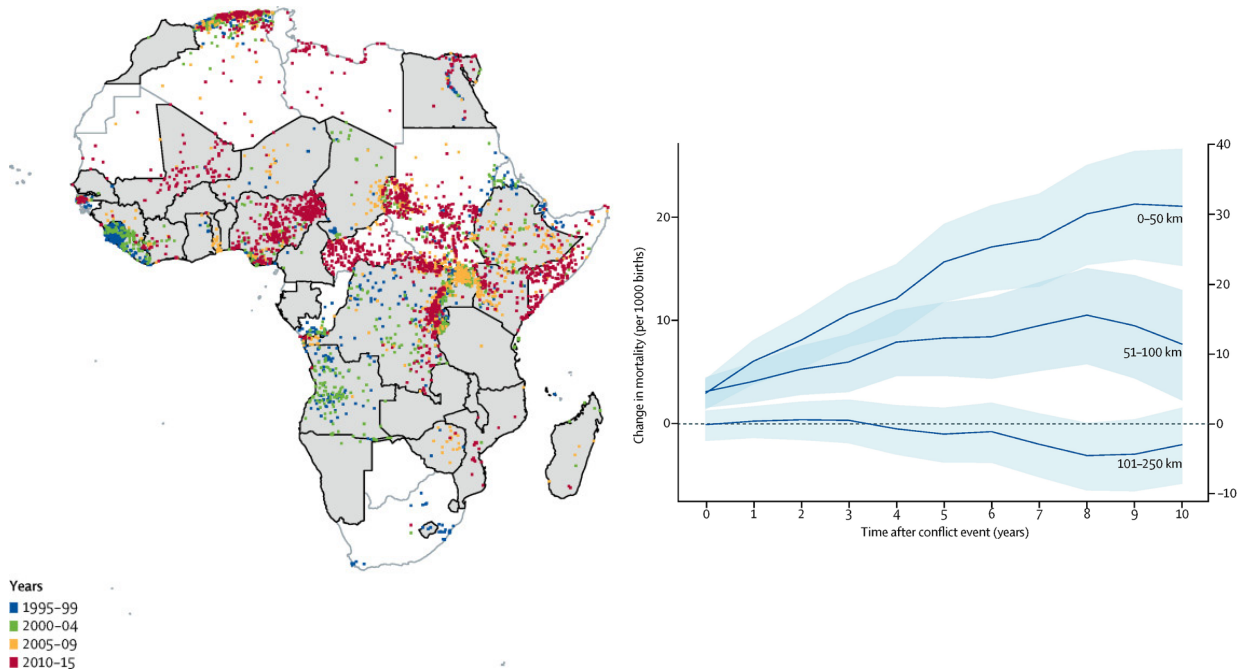 Years
1995–99
2000–04
2005–09
2010–15
Change in mortality (per 1000 births)
20
10
0
40
30
20
10
0
–10
0–50 km
51–100 km
101–250 km
0 1 2 3 4 5 6 7 8 9 10
Time after conflict event (years)